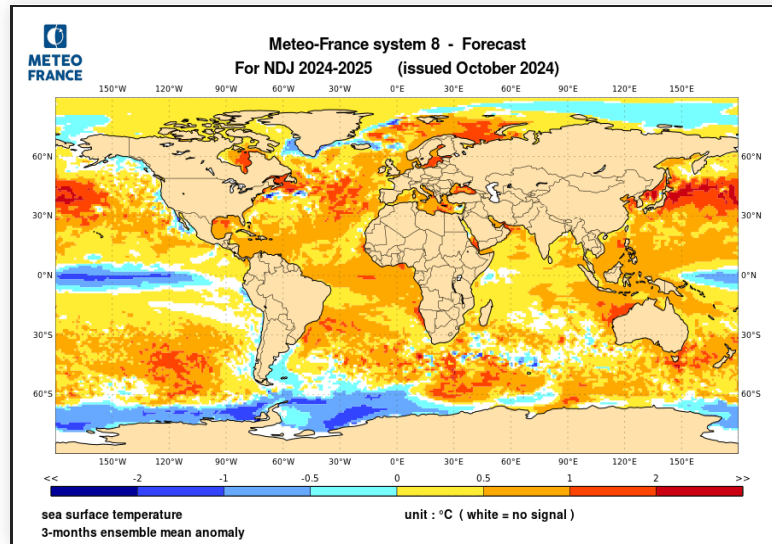 METEO
FRANCE
Meteo-France system 8 - Forecast
For NDJ 2024-2025 (issued October 2024)
150°W 120°W 90°W 60°W 30°W 0°E 30°E 60°E 90°E 120°E 150°E
60°N 60°N
30°N 30°N
0°N 0°N
30°S 30°S
60°S 60°S
150°W 120°W 90°W 60°W 30°W 0°E 30°E 60°E 90°E 120°E 150°E
<< -2 -1 -0.5 0 0.5 1 2 >>
sea surface temperature unit : °C ( white = no signal )
3-months ensemble mean anomaly